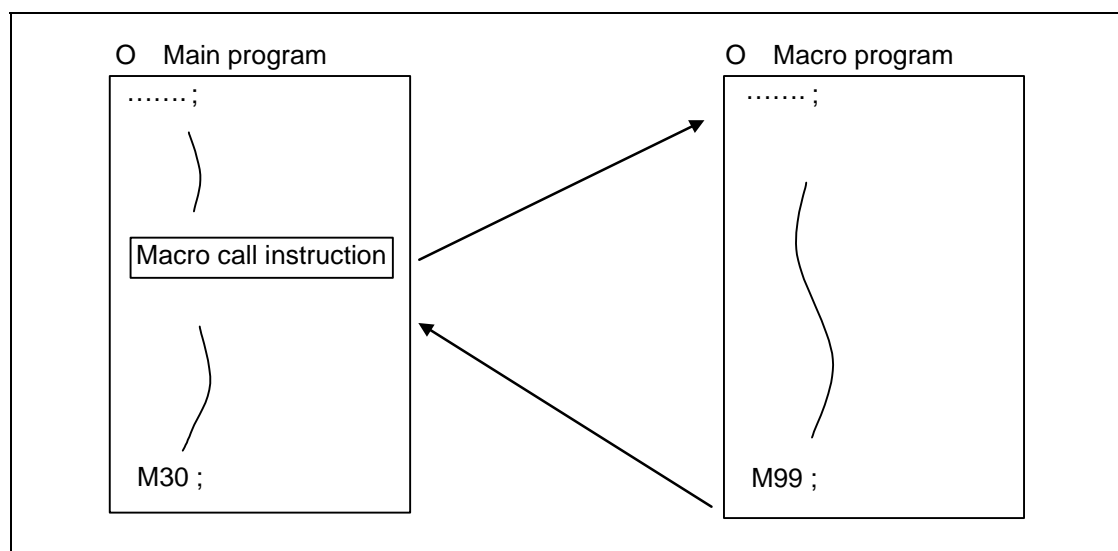 O Main program
……. ;
Macro call instruction
M30 ;
O Macro program
……. ;
M99 ;